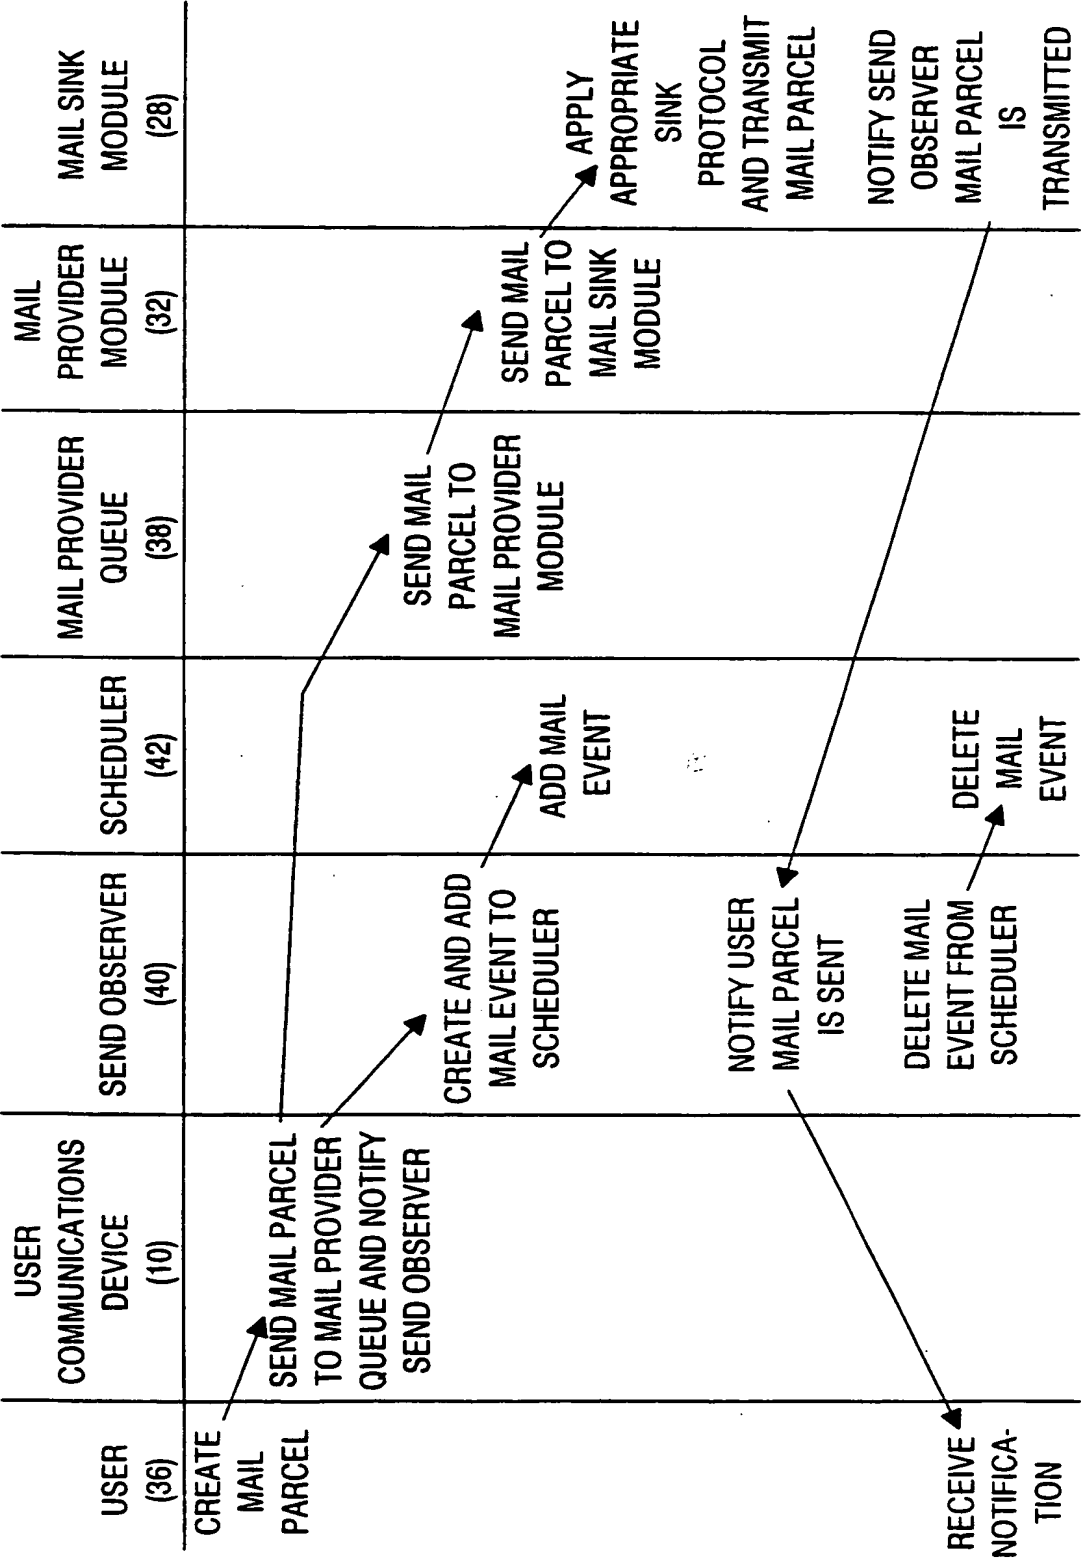 USER
(36)
USER
COMMUNICATIONS
DEVICE
(10)
SEND OBSERVER
(40)
SCHEDULER
(42)
MAIL PROVIDER
QUEUE
(38)
MAIL
PROVIDER
MODULE
(32)
MAIL SINK
MODULE
(28)
CREATE
MAIL
PARCEL
SEND MAIL PARCEL
TO MAIL PROVIDER
QUEUE AND NOTIFY
SEND OBSERVER
CREATE AND ADD
MAIL EVENT TO
SCHEDULER
ADD MAIL
EVENT
SEND MAIL
PARCEL TO
MAIL PROVIDER
MODULE
SEND MAIL
PARCEL TO
MAIL SINK
MODULE
APPLY
APPROPRIATE
SINK
PROTOCOL
AND TRANSMIT
MAIL PARCEL
NOTIFY SEND
OBSERVER
MAIL PARCEL
IS
TRANSMITTED
NOTIFY USER
MAIL PARCEL
IS SENT
RECEIVE
NOTIFICA-
TION
DELETE MAIL
EVENT FROM
SCHEDULER
DELETE
MAIL
EVENT